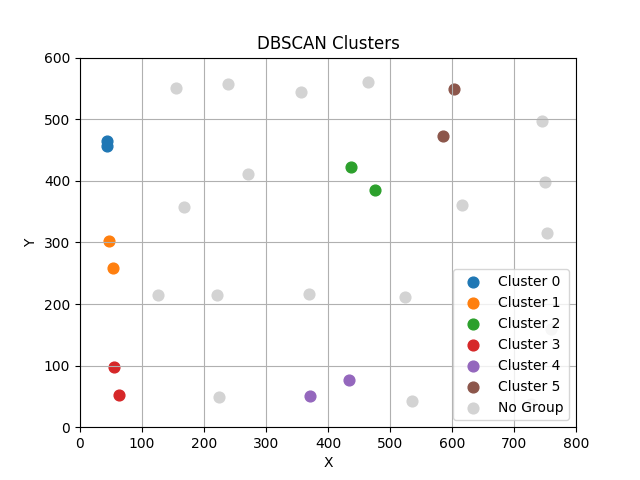 DBSCAN Clusters
600
500
400
300
200
100
0
Y
0 100 200 300 400 500 600 700 800
X
Cluster 0
Cluster 1
Cluster 2
Cluster 3
Cluster 4
Cluster 5
No Group